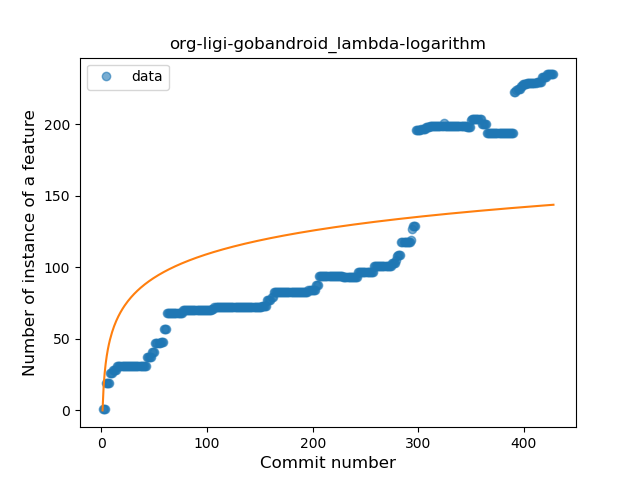 org-ligi-gobandroid_lambda-logarithm
data
Number of instance of a feature
200
150
100
50
0
0 100 200 300 400
Commit number